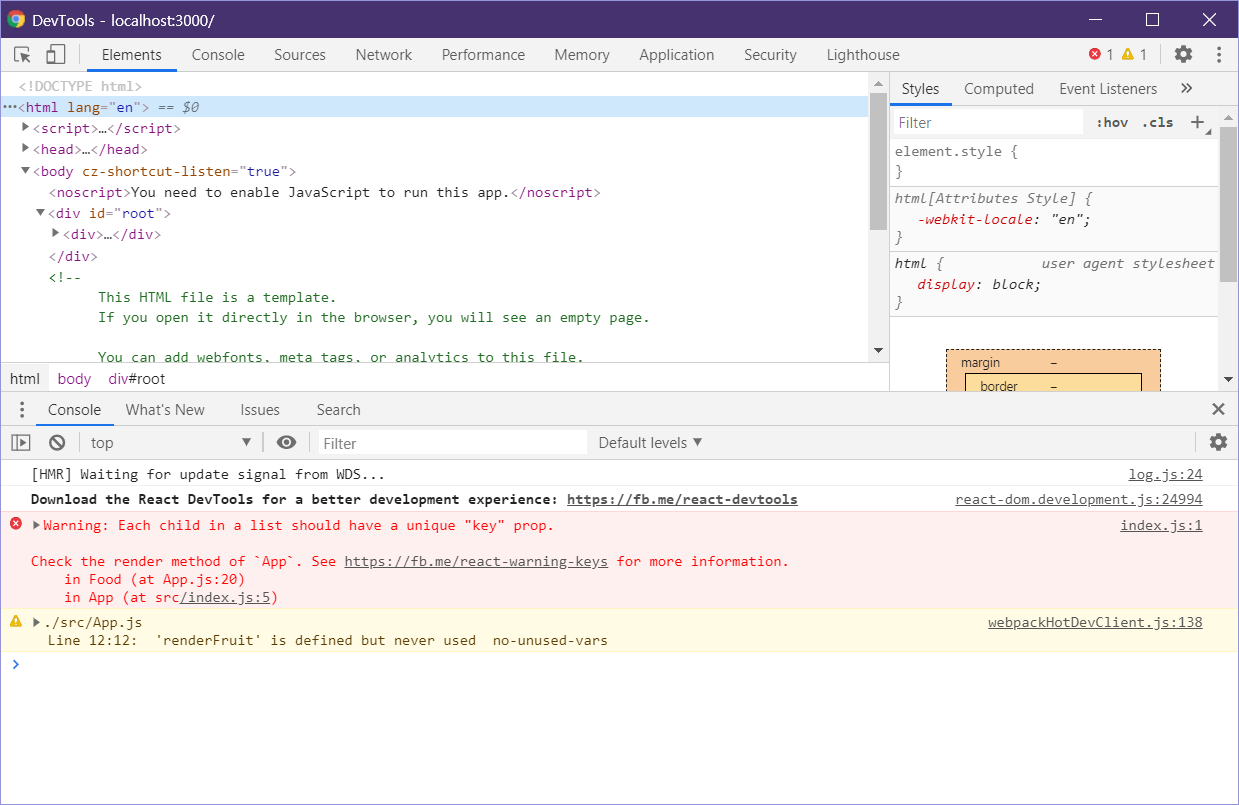 DevTools - localhost:3000/
Elements Console Sources Network Performance Memory Application Security Lighthouse 1 1
<!DOCTYPE html>
…<html lang="en"> == $0
<script>…</script>
<head>…</head>
<body cz-shortcut-listen="true">
<noscript>You need to enable JavaScript to run this app.</noscript>
<div id="root">
<div>…</div>
</div>
<!--
This HTML file is a template.
If you open it directly in the browser, you will see an empty page.
You can add webfonts, meta tags, or analytics to this file.
html body div#root
Styles Computed Event Listeners »
Filter :hov .cls +
element.style {
}
html[Attributes Style] {
-webkit-locale: "en";
}
html { user agent stylesheet
display: block;
}
margin –
border –
Console What's New Issues Search
top Filter Default levels
[HMR] Waiting for update signal from WDS... log.js:24
Download the React DevTools for a better development experience: https://fb.me/react-devtools react-dom.development.js:24994
Warning: Each child in a list should have a unique "key" prop. index.js:1
Check the render method of `App`. See https://fb.me/react-warning-keys for more information.
in Food (at App.js:20)
in App (at src/index.js:5)
./src/App.js webpackHotDevClient.js:138
Line 12:12: 'renderFruit' is defined but never used no-unused-vars